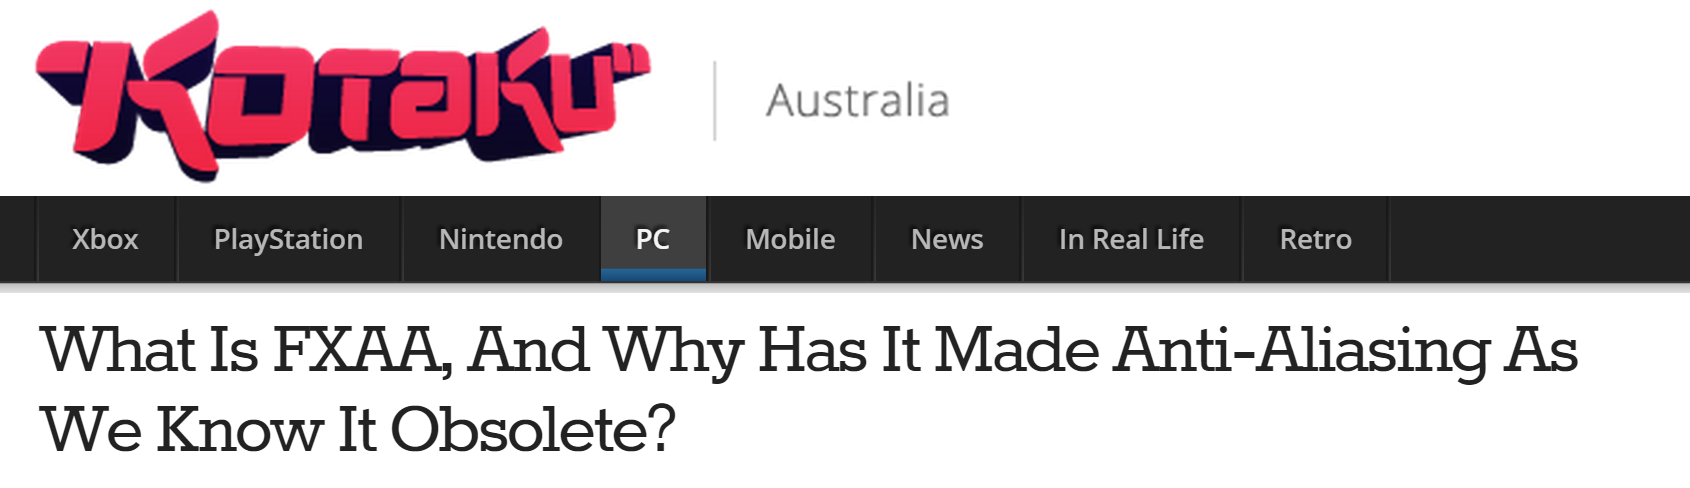 KOTAKU
Australia
Xbox PlayStation Nintendo PC Mobile News In Real Life Retro
What Is FXAA, And Why Has It Made Anti-Aliasing As
We Know It Obsolete?